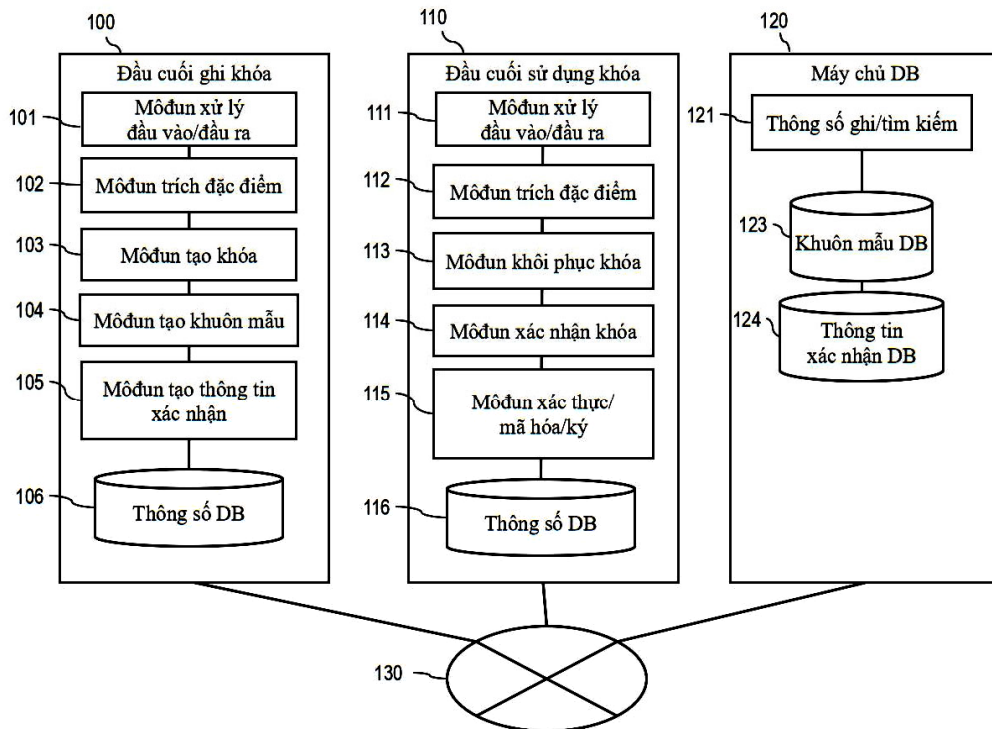 100
Đầu cuối ghi khóa
101
Môđun xử lý
đầu vào/đầu ra
102
Môđun trích đặc điểm
103
Môđun tạo khóa
104
Môđun tạo khuôn mẫu
105
Môđun tạo thông tin
xác nhận
106
Thông số DB
110
Đầu cuối sử dụng khóa
111
Môđun xử lý
đầu vào/đầu ra
112
Môđun trích đặc điểm
113
Môđun khôi phục khóa
114
Môđun xác nhận khóa
115
Môđun xác thực/
mã hóa/ký
116
Thông số DB
120
Máy chủ DB
121
Thông số ghi/tìm kiếm
123
Khuôn mẫu DB
124
Thông tin
xác nhận DB
130